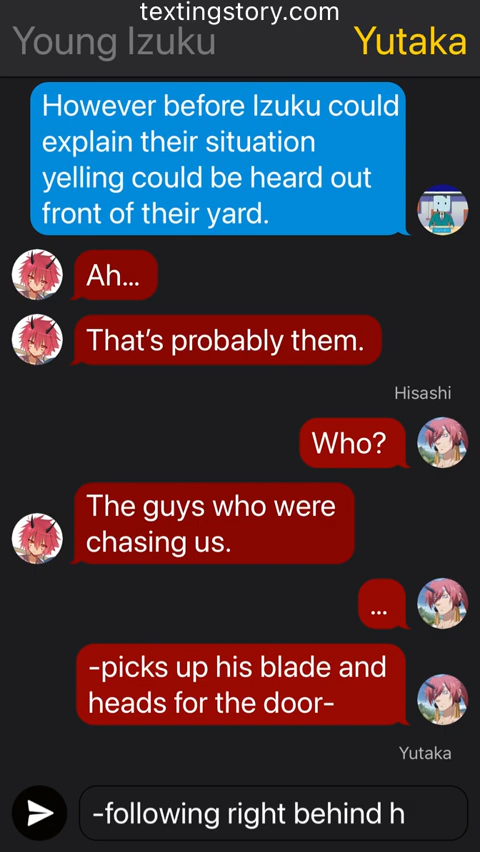 textingstory.com
Young Izuku
Yutaka
However before Izuku could
explain their situation
yelling could be heard out
front of their yard.
Ah...
That's probably them.
Hisashi
Who?
The guys who were
chasing us.
...
-picks up his blade and
heads for the door-
Yutaka
-following right behind h